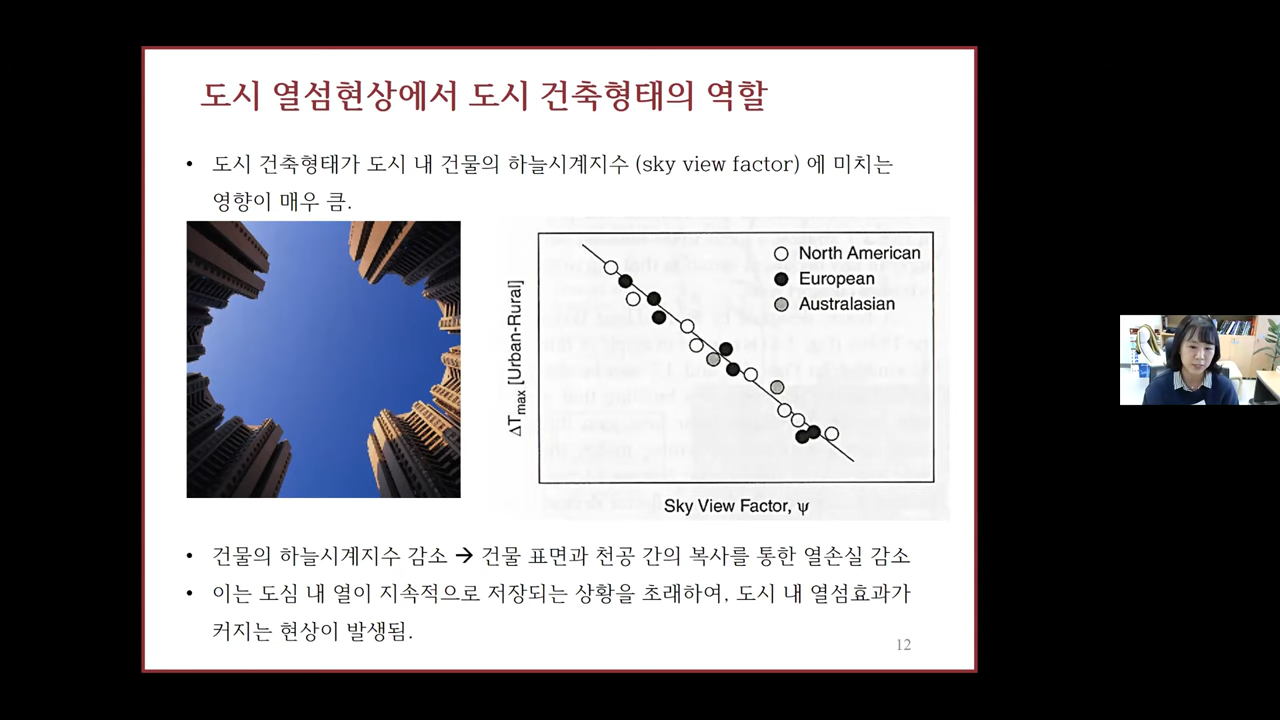 도시 열섬현상에서 도시 건축형태의 역할
• 도시 건축형태가 도시 내 건물의 하늘시계지수 (sky view factor) 에 미치는
영향이 매우 큼.
North American
European
Australasian
ΔTmax [Urban-Rural]
Sky View Factor, ψ
• 건물의 하늘시계지수 감소 → 건물 표면과 천공 간의 복사를 통한 열손실 감소
• 이는 도심 내 열이 지속적으로 저장되는 상황을 초래하여, 도시 내 열섬효과가
커지는 현상이 발생됨.
12